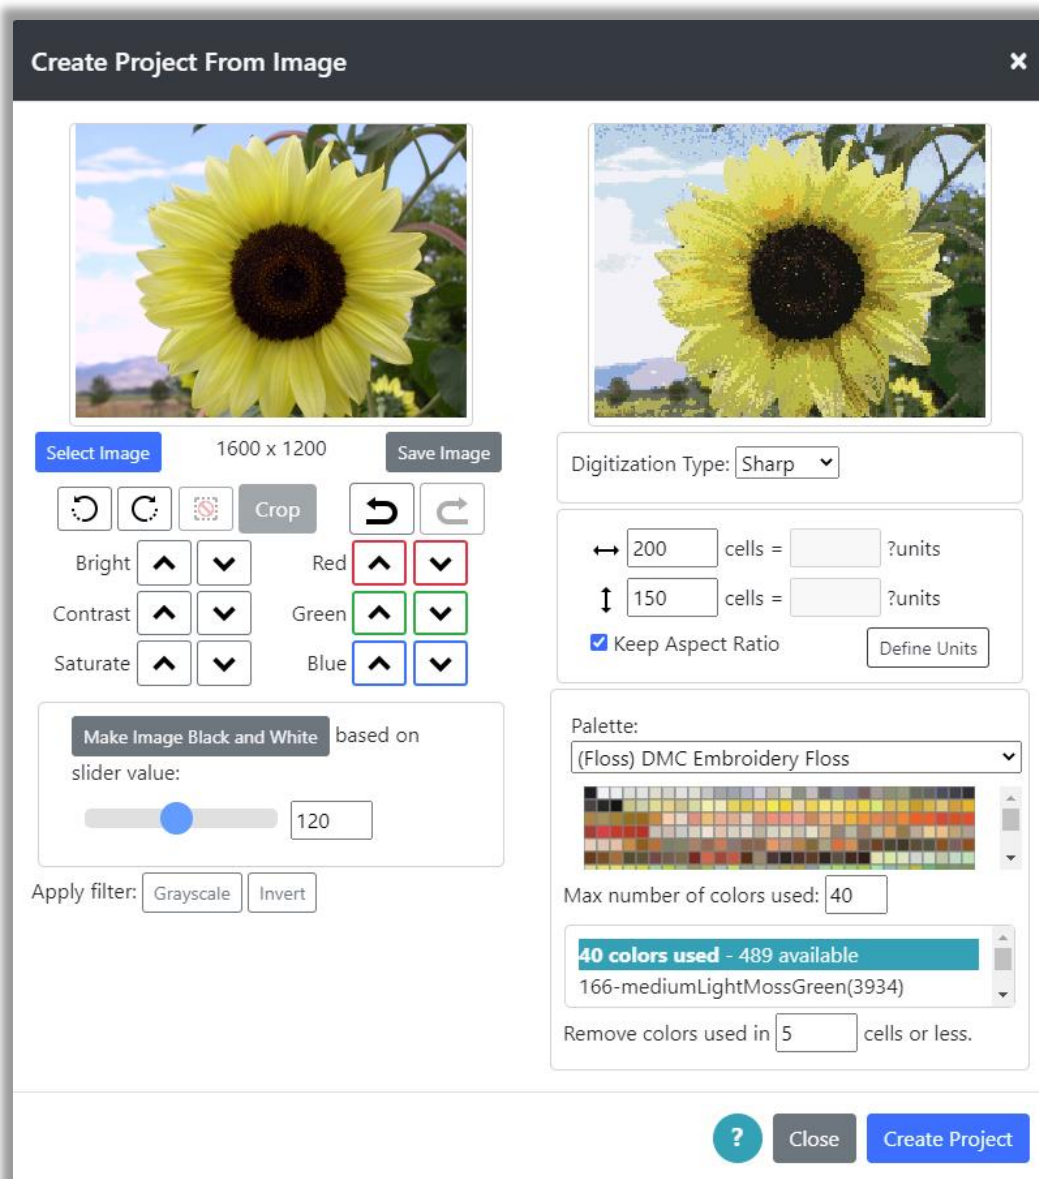 Create Project From Image ×
Select Image 1600 x 1200 Save Image
Crop
Bright Red
Contrast Green
Saturate Blue
Make Image Black and White based on
slider value:
120
Apply filter: Grayscale Invert
Digitization Type: Sharp
200 cells = ?units
150 cells = ?units
Keep Aspect Ratio Define Units
Palette:
(Floss) DMC Embroidery Floss
Max number of colors used: 40
40 colors used - 489 available
166-mediumLightMossGreen(3934)
Remove colors used in 5 cells or less.
? Close Create Project